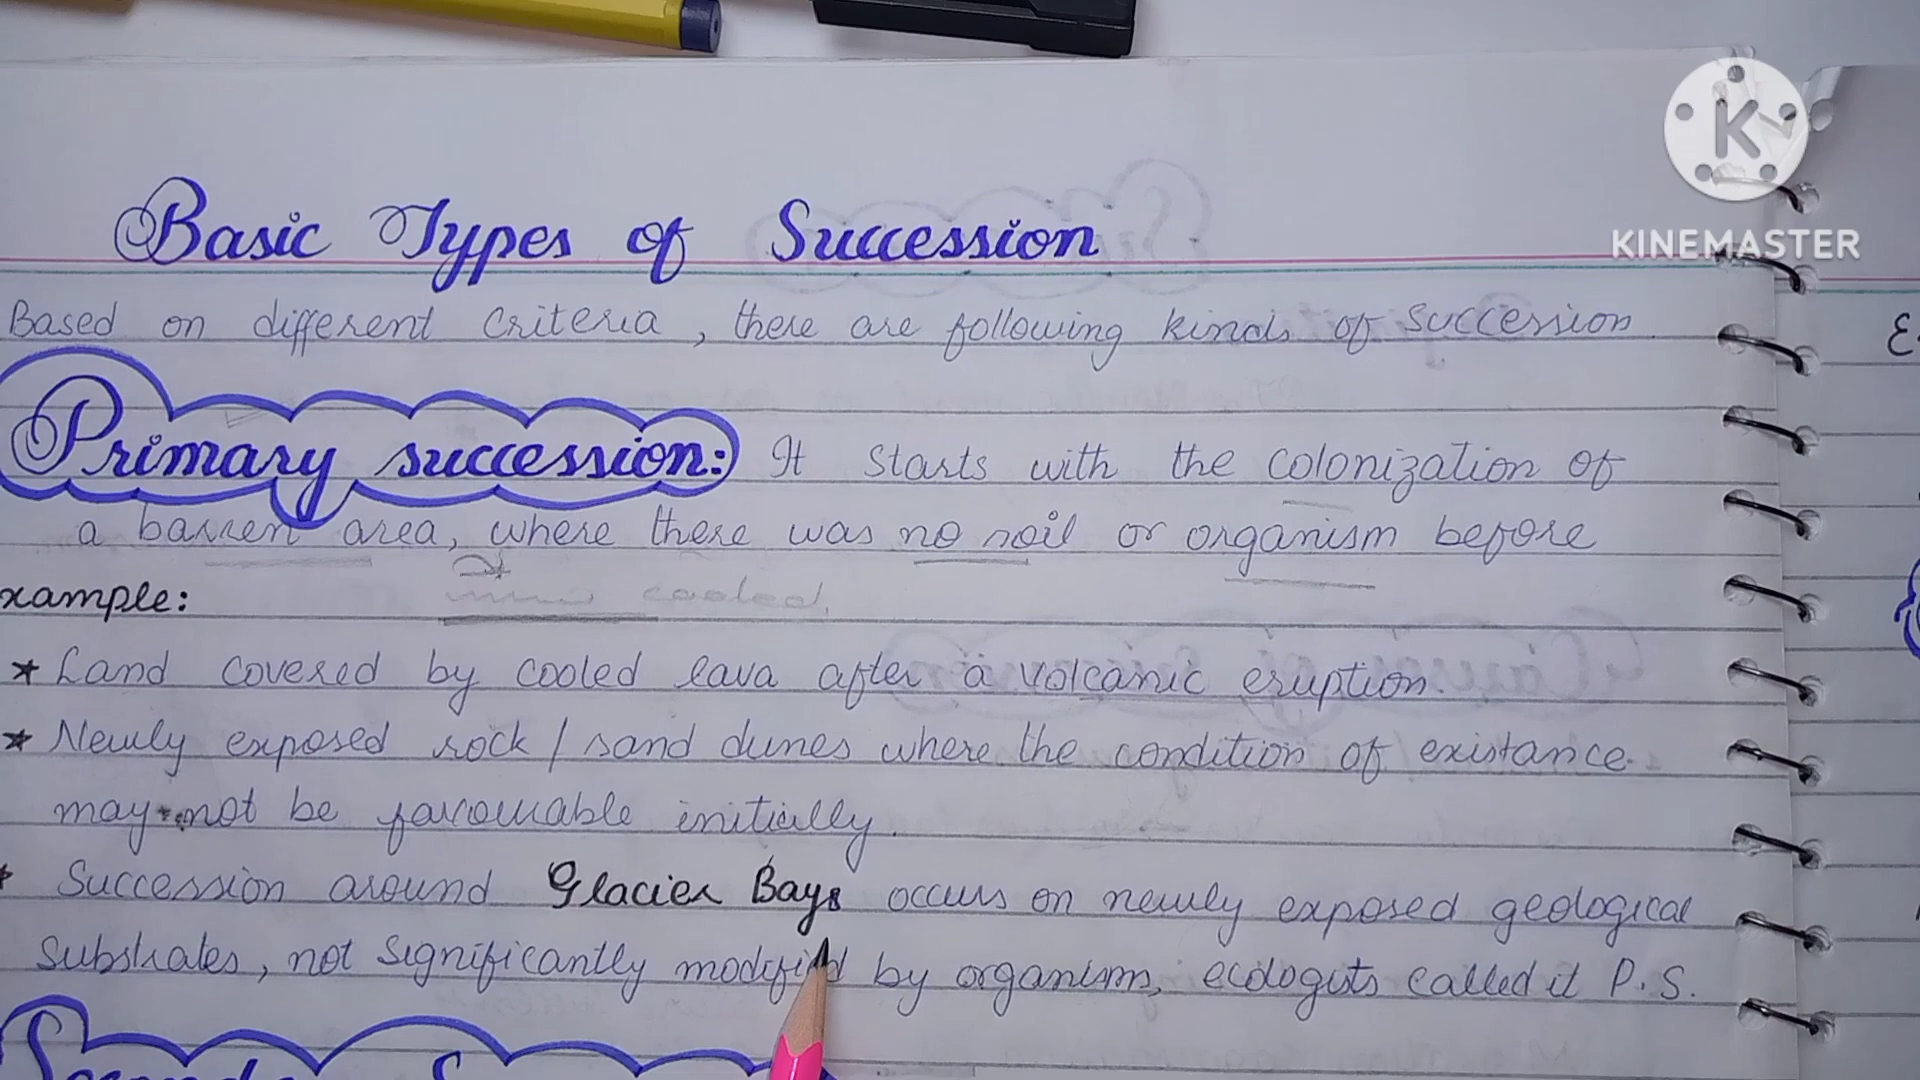 KINEMASTER
Basic Types of Succession
Based on different criteria, there are following kinds of succession
Primary succession: It starts with the colonization of
a barren area, where there was no soil or organism before
xample:
cooled
* Land covered by cooled lava after a volcanic eruption.
* Newly exposed rock / sand dunes where the condition of existance
may not be favourable initially.
* Succession around Glacier Bays occurs on newly exposed geological
substrates, not significantly modified by organism, ecologists called it P.S.